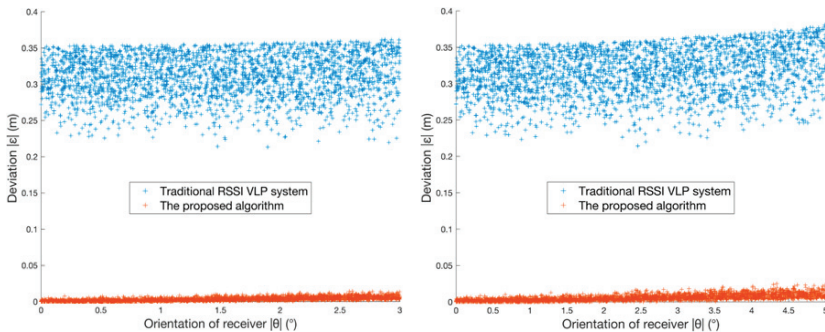 0.4
0.35
0.3
0.25
0.2
0.15
0.1
0.05
0
Deviation |ε| (m)
Traditional RSSI VLP system
The proposed algorithm
0 0.5 1 1.5 2 2.5 3
Orientation of receiver |θ| (°)
0.4
0.35
0.3
0.25
0.2
0.15
0.1
0.05
0
Deviation |ε| (m)
Traditional RSSI VLP system
The proposed algorithm
0 0.5 1 1.5 2 2.5 3 3.5 4 4.5 5
Orientation of receiver |θ| (°)